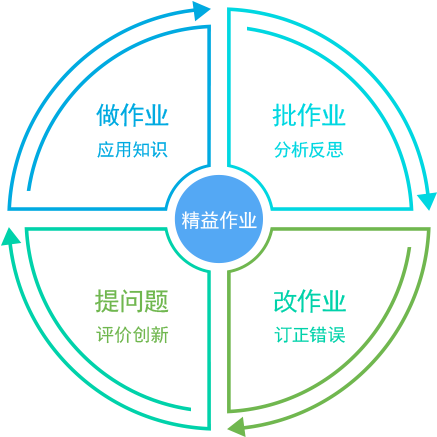 做作业
应用知识
批作业
分析反思
精益作业
提问题
评价创新
改作业
订正错误